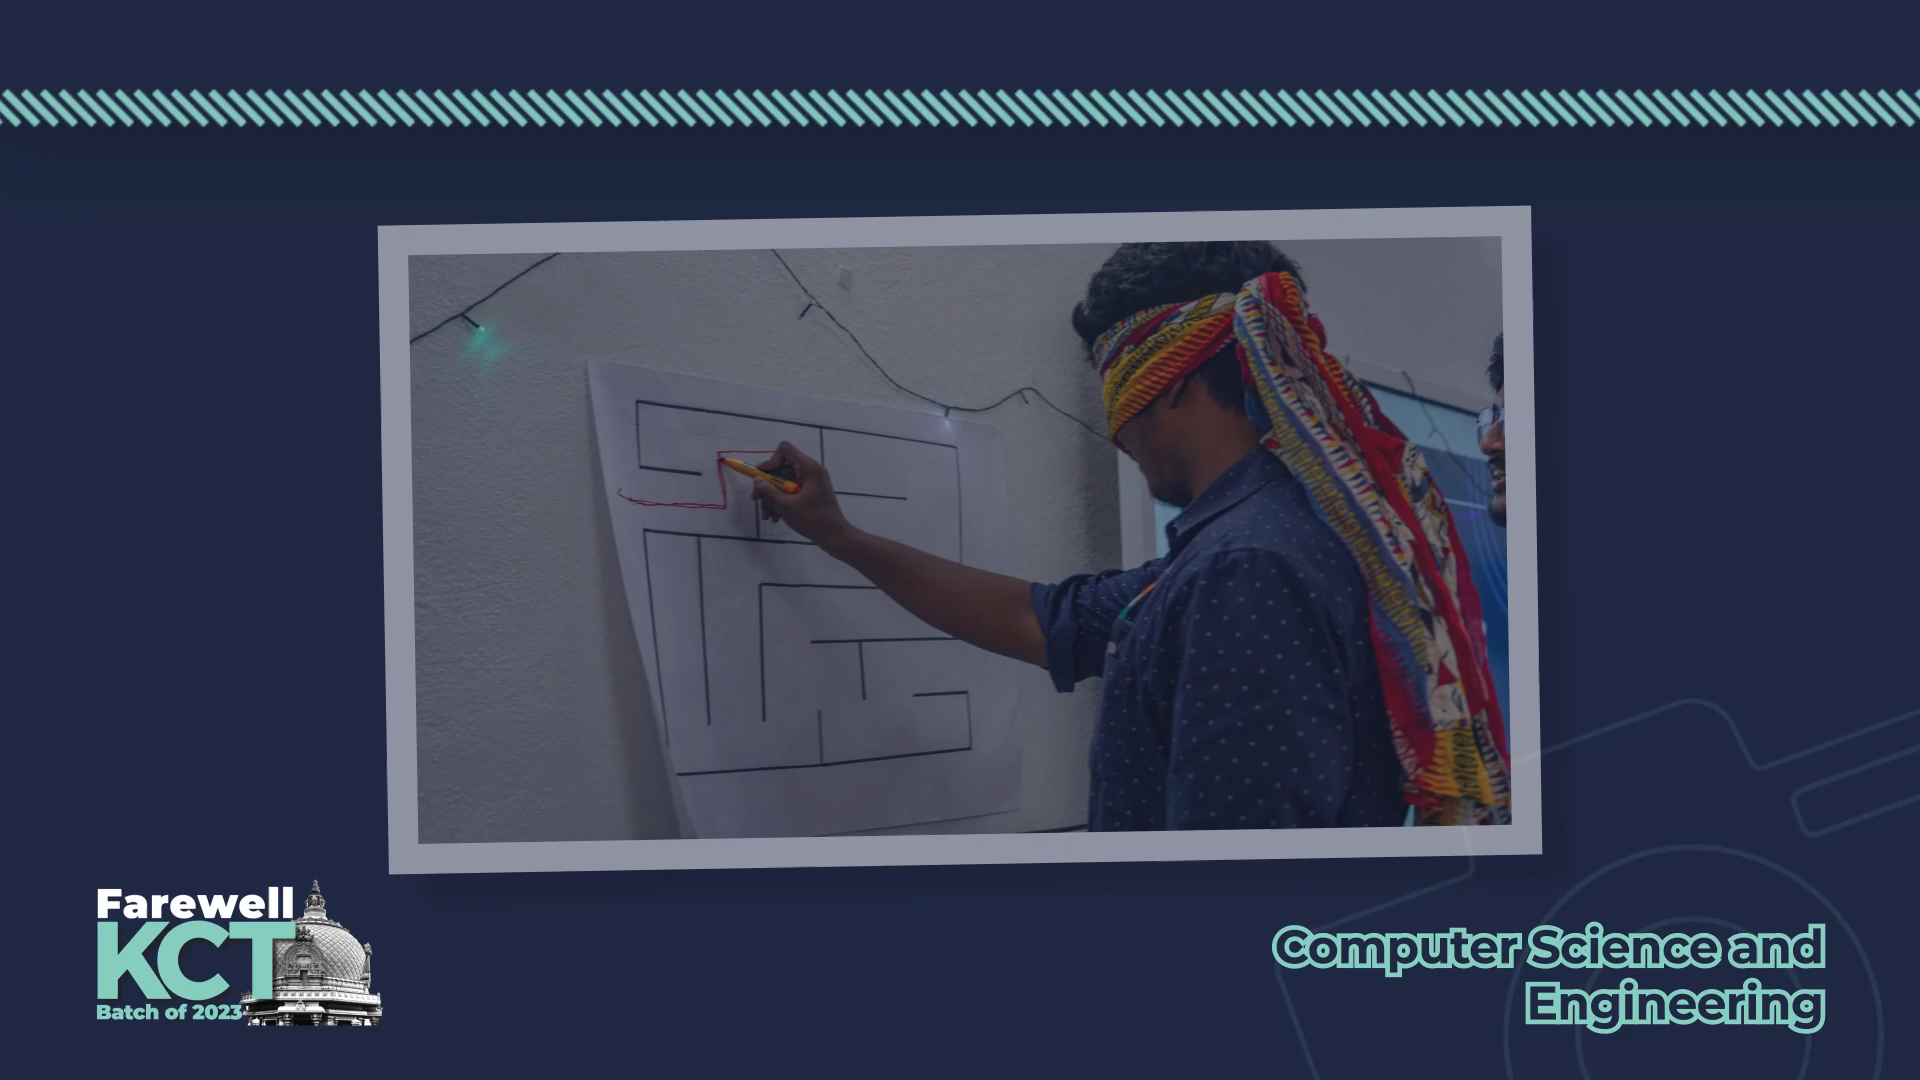 Farewell
KCT
Batch of 2023
Computer Science and
Engineering